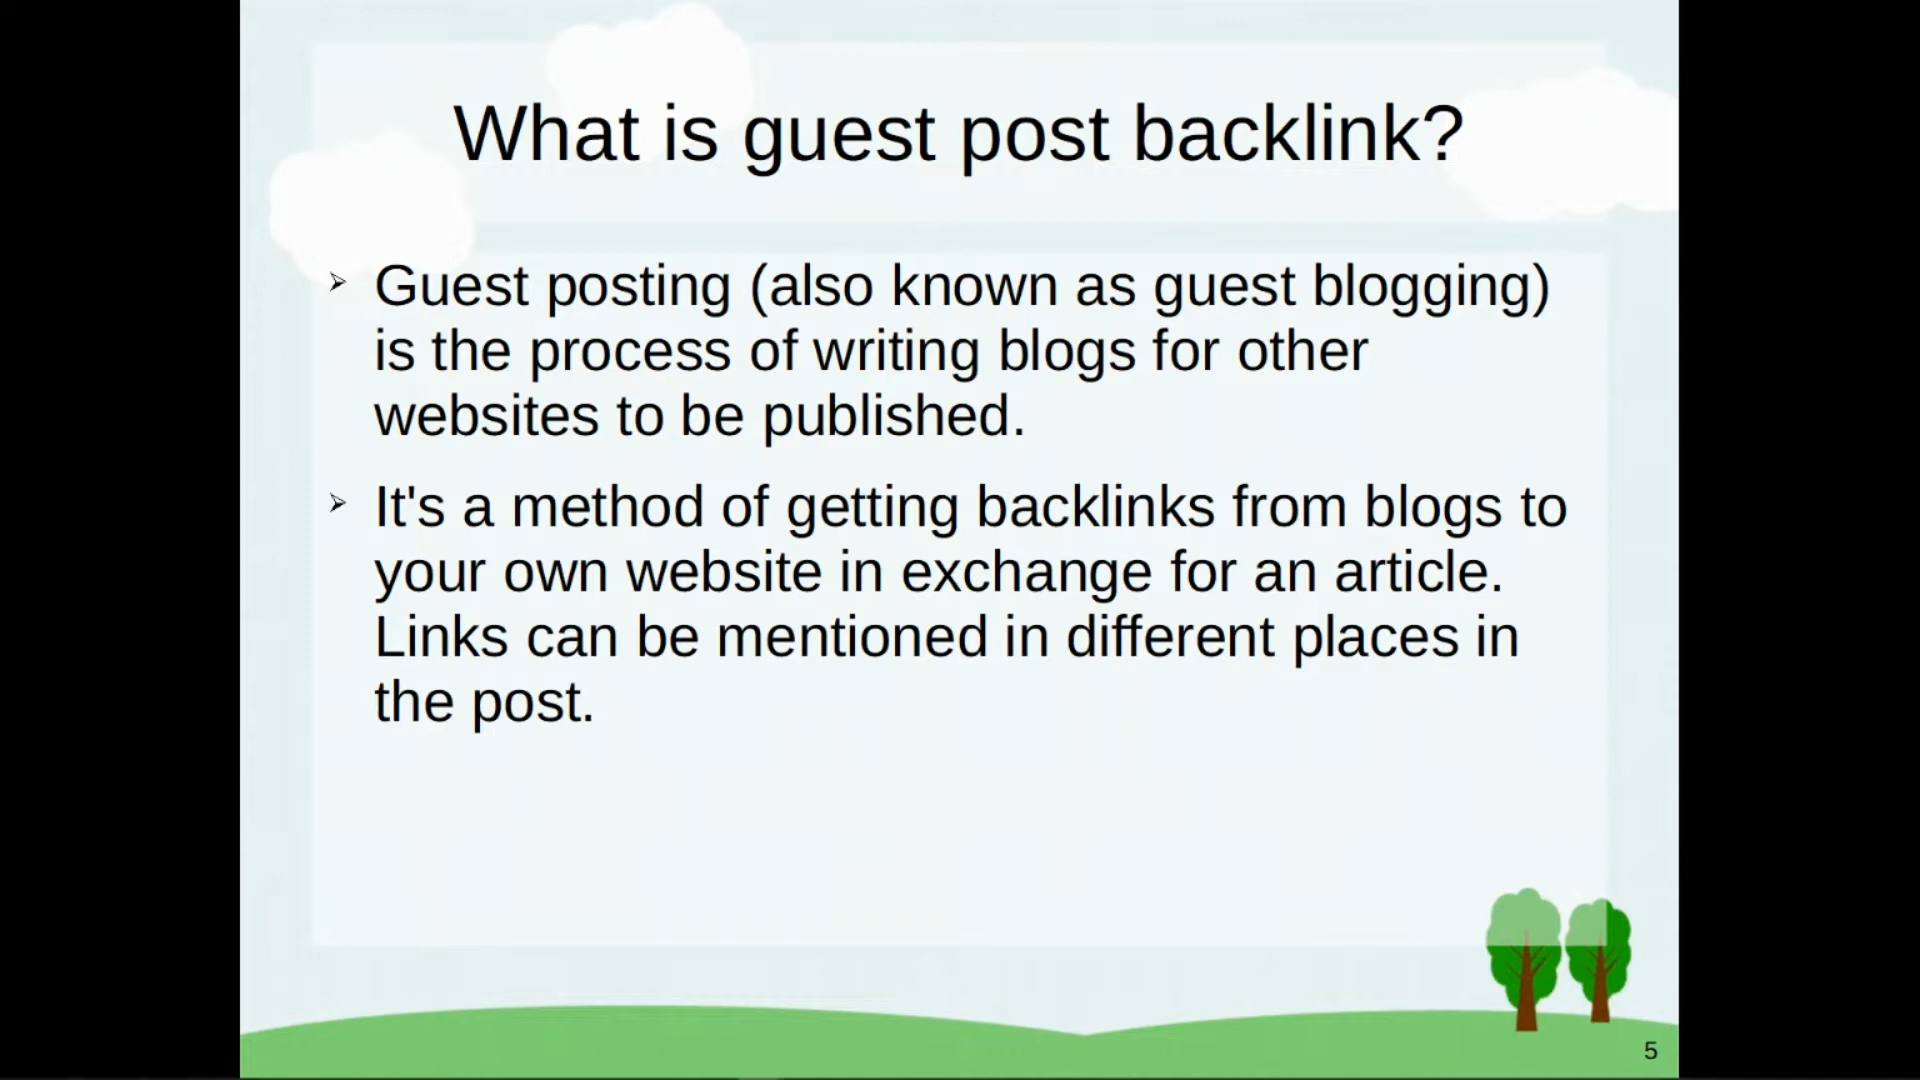 What is guest post backlink?
Guest posting (also known as guest blogging)
is the process of writing blogs for other
websites to be published.
It's a method of getting backlinks from blogs to
your own website in exchange for an article.
Links can be mentioned in different places in
the post.
5